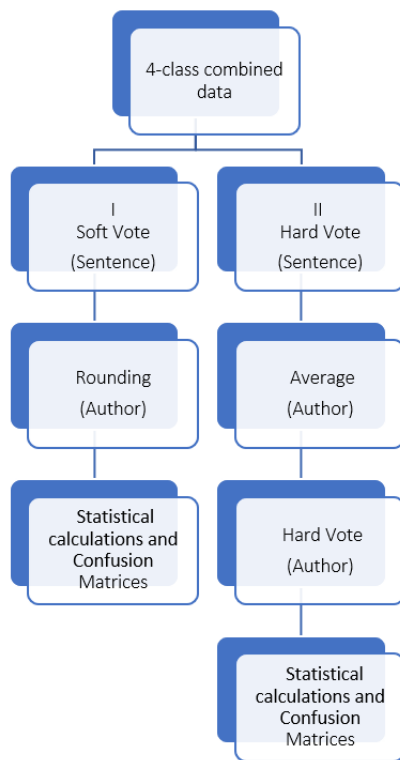 4-class combined
data
I
Soft Vote
(Sentence)
Rounding
(Author)
Statistical
calculations and
Confusion
Matrices
II
Hard Vote
(Sentence)
Average
(Author)
Hard Vote
(Author)
Statistical
calculations and
Confusion
Matrices